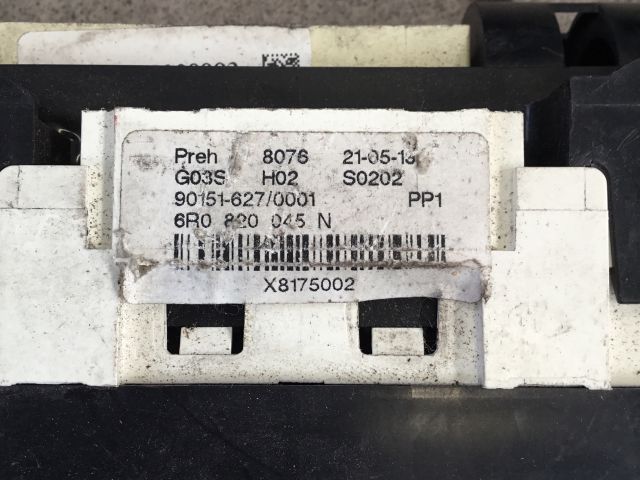 Preh 8076 21-05-13
G03S H02 S0202
90151-627/0001 PP1
6R0 820 045 N
X8175002